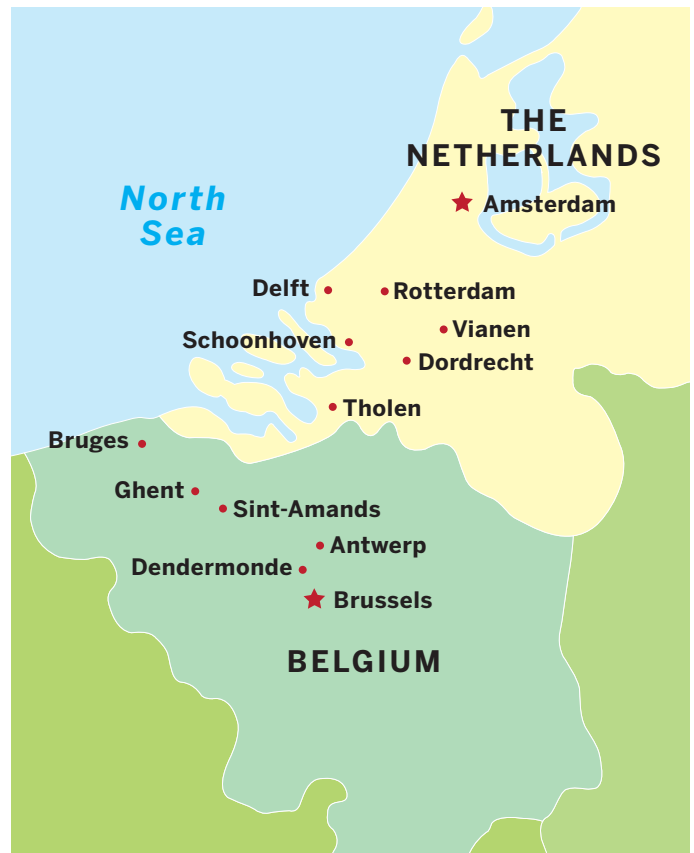 THE
NETHERLANDS
North
Sea
Amsterdam
Delft
Rotterdam
Vianen
Schoonhoven
Dordrecht
Tholen
Bruges
Ghent
Sint-Amands
Antwerp
Dendermonde
Brussels
BELGIUM